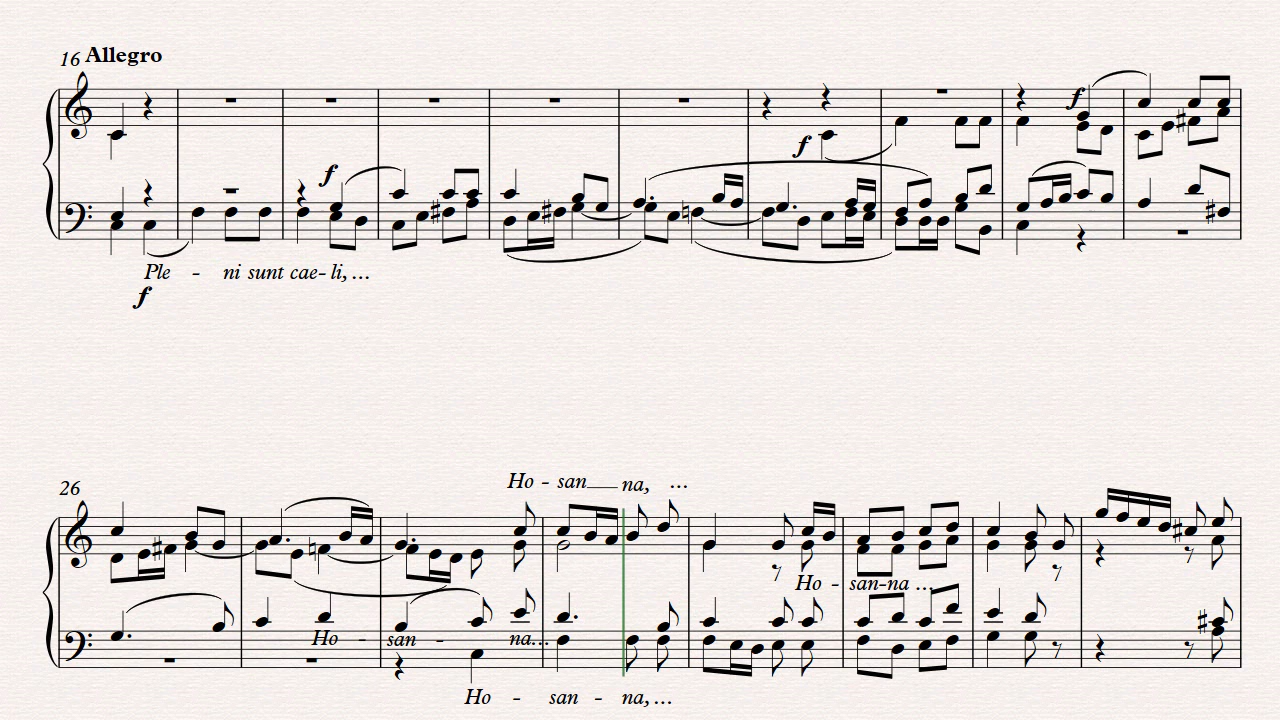 16 Allegro
f
f
f
Ple - ni sunt cae- li,...
f
26
Ho - san___ na, ...
Ho - san-na ...
Ho - san - na...
Ho - san - na,...